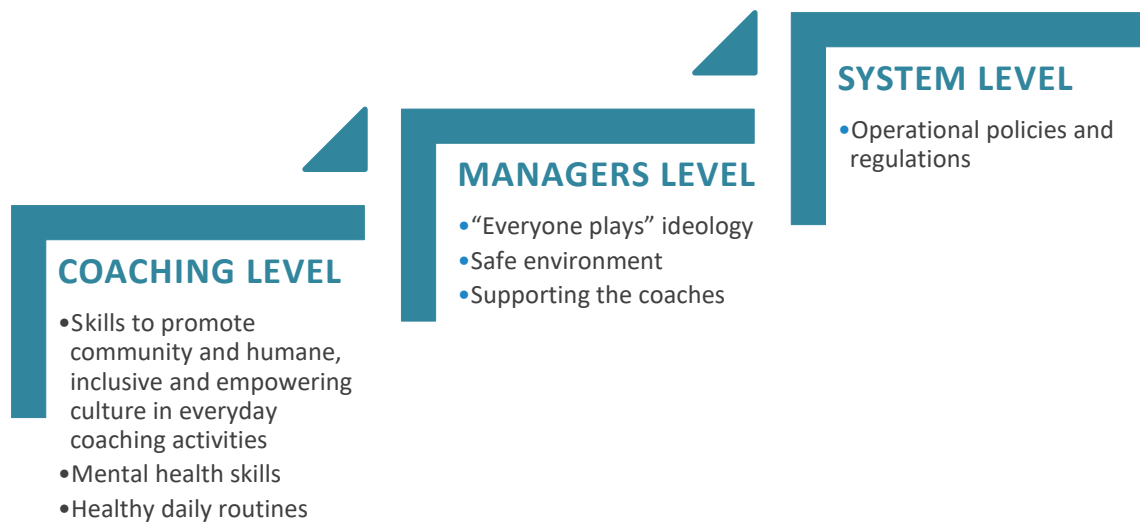 COACHING LEVEL
•Skills to promote
community and humane,
inclusive and empowering
culture in everyday
coaching activities
•Mental health skills
•Healthy daily routines
MANAGERS LEVEL
•“Everyone plays” ideology
•Safe environment
•Supporting the coaches
SYSTEM LEVEL
•Operational policies and
regulations